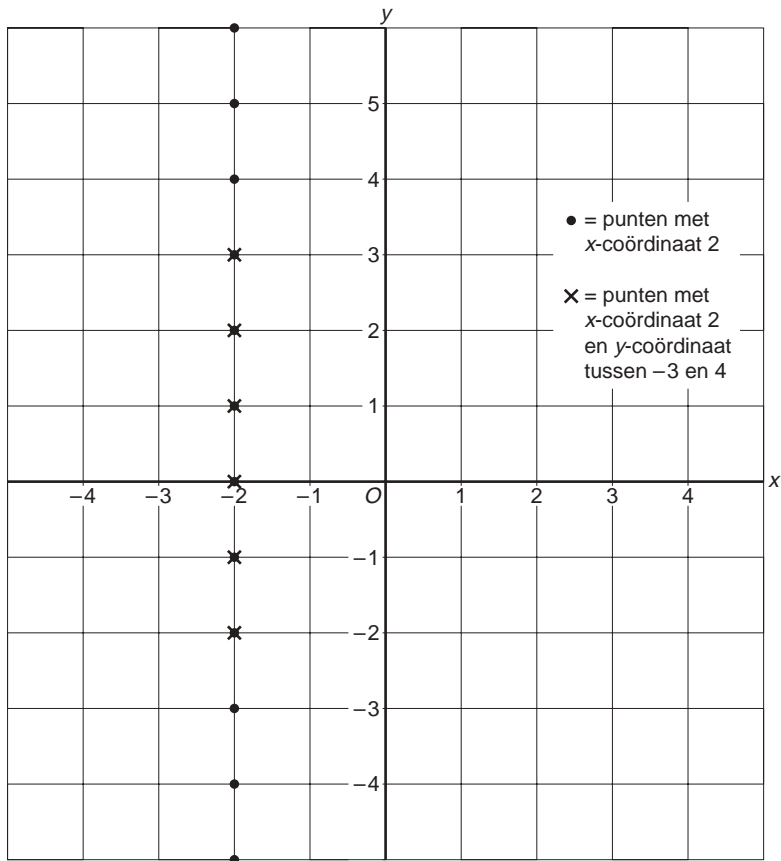 y
5
4
• = punten met
x-coördinaat 2
3
× = punten met
x-coördinaat 2
2
en y-coördinaat
tussen –3 en 4
1
x
–4 –3 –2 –1 O 1 2 3 4
–1
–2
–3
–4